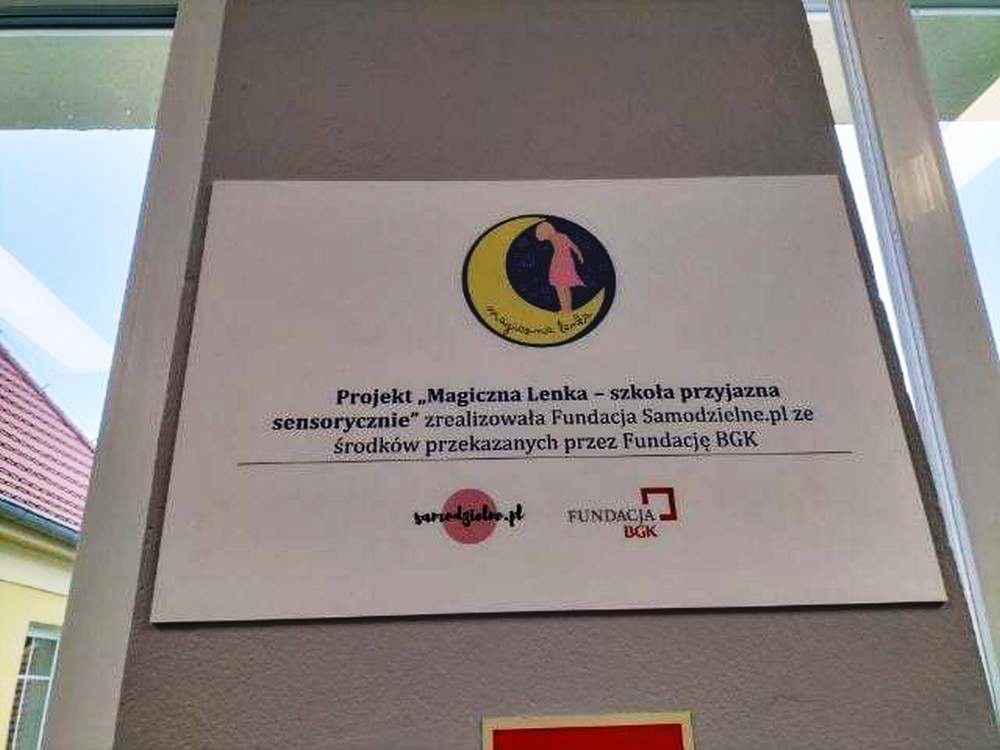 magiczna lenka
Projekt „Magiczna Lenka – szkoła przyjazna
sensorycznie” zrealizowała Fundacja Samodzielne.pl ze
środków przekazanych przez Fundację BGK
samodzielne.pl
FUNDACJA
BGK